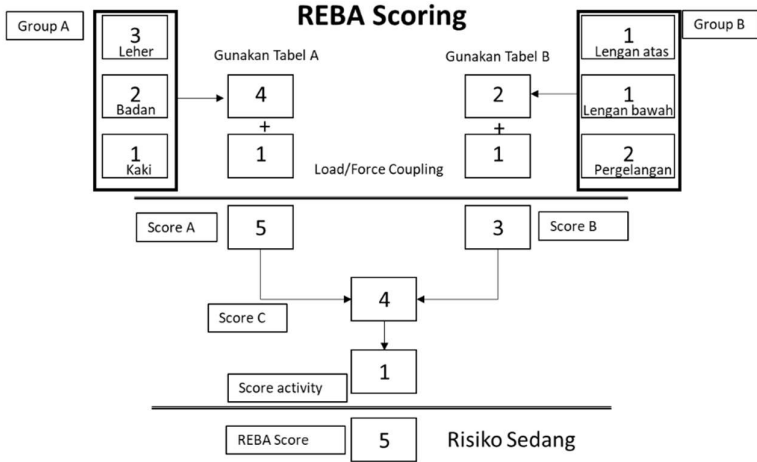 REBA Scoring
Group A
Group B
3
Leher
2
Badan
1
Kaki
Gunakan Tabel A
4
+
1
Gunakan Tabel B
2
+
1
Load/Force Coupling
1
Lengan atas
1
Lengan bawah
2
Pergelangan
Score A
5
3
Score B
4
Score C
1
Score activity
REBA Score
5
Risiko Sedang